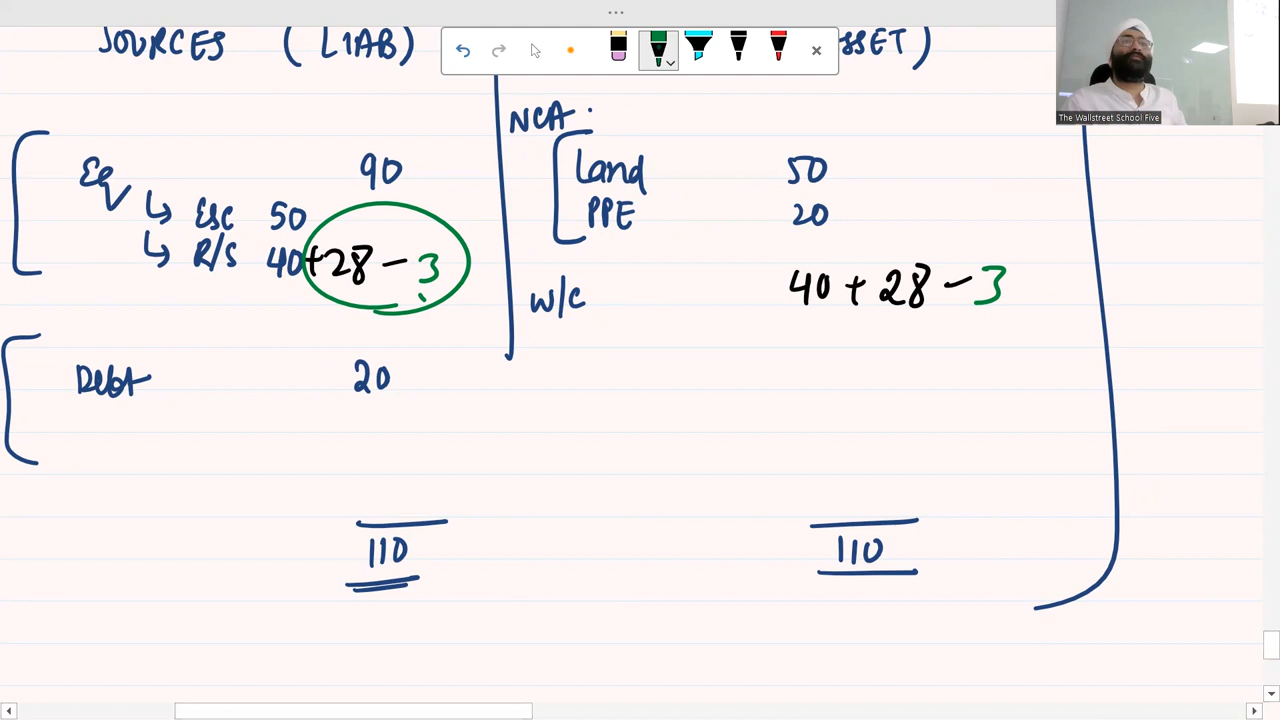 SOURCES (LIAB)
SSET)
The Wallstreet School Five
Eq 90
↳ ESC 50
↳ R/S 40+28-3
Debt 20
110
NCA:
Land 50
PPE 20
W/C 40+28-3
110